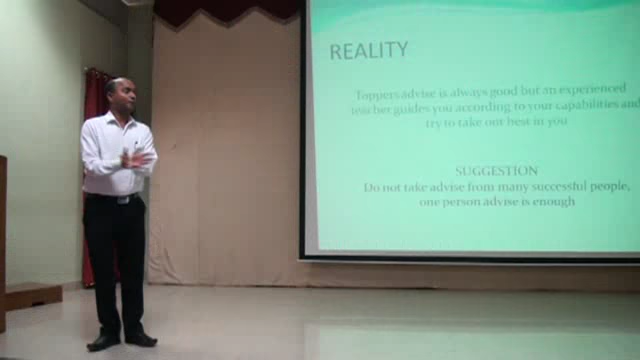 REALITY
Toppers advise is always good but an experienced
teacher guides you according to your capabilities and
try to take out best in you
SUGGESTION
Do not take advise from many successful people,
one person advise is enough